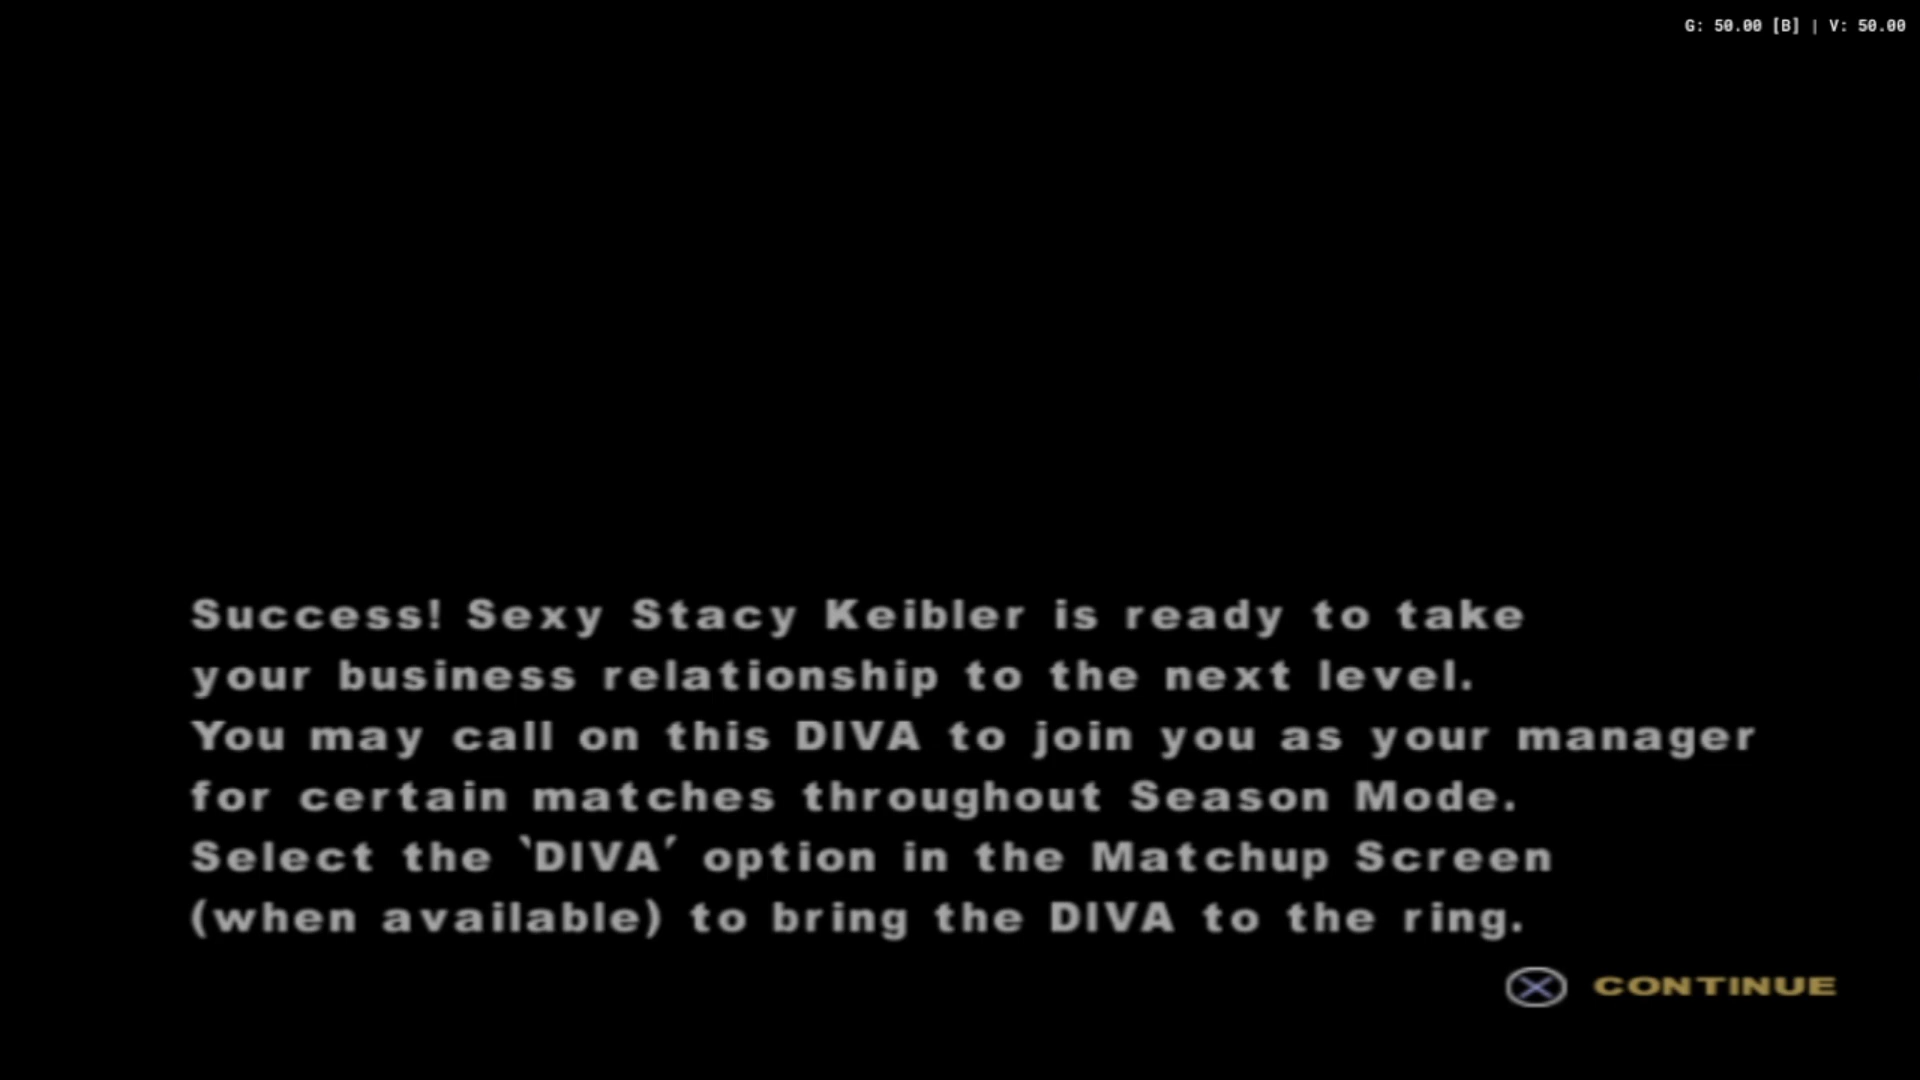 G: 50.00 [B] | V: 50.00
Success! Sexy Stacy Keibler is ready to take
your business relationship to the next level.
You may call on this DIVA to join you as your manager
for certain matches throughout Season Mode.
Select the `DIVA´ option in the Matchup Screen
(when available) to bring the DIVA to the ring.
CONTINUE